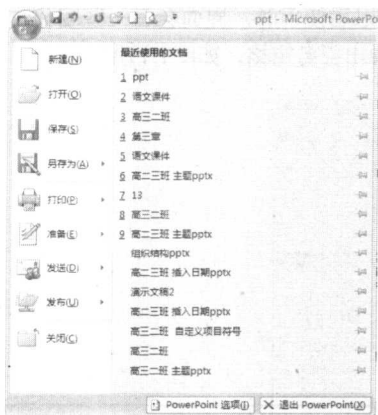 ppt - Microsoft PowerPo
新建(N)
打开(O)
保存(S)
另存为(A)
打印(P)
准备(E)
发送(D)
发布(U)
关闭(C)
最近使用的文档
1 ppt
2 语文课件
3 高三二班
4 第三章
5 语文课件
6 高二三班 主题pptx
7 13
8 高三二班
9 高二三班 主题pptx
组织结构pptx
高二三班 插入日期pptx
演示文稿2
高二三班 插入日期pptx
高三二班 自定义项目符号
高三二班
高三二班 主题pptx
PowerPoint 选项(I)
退出 PowerPoint(X)